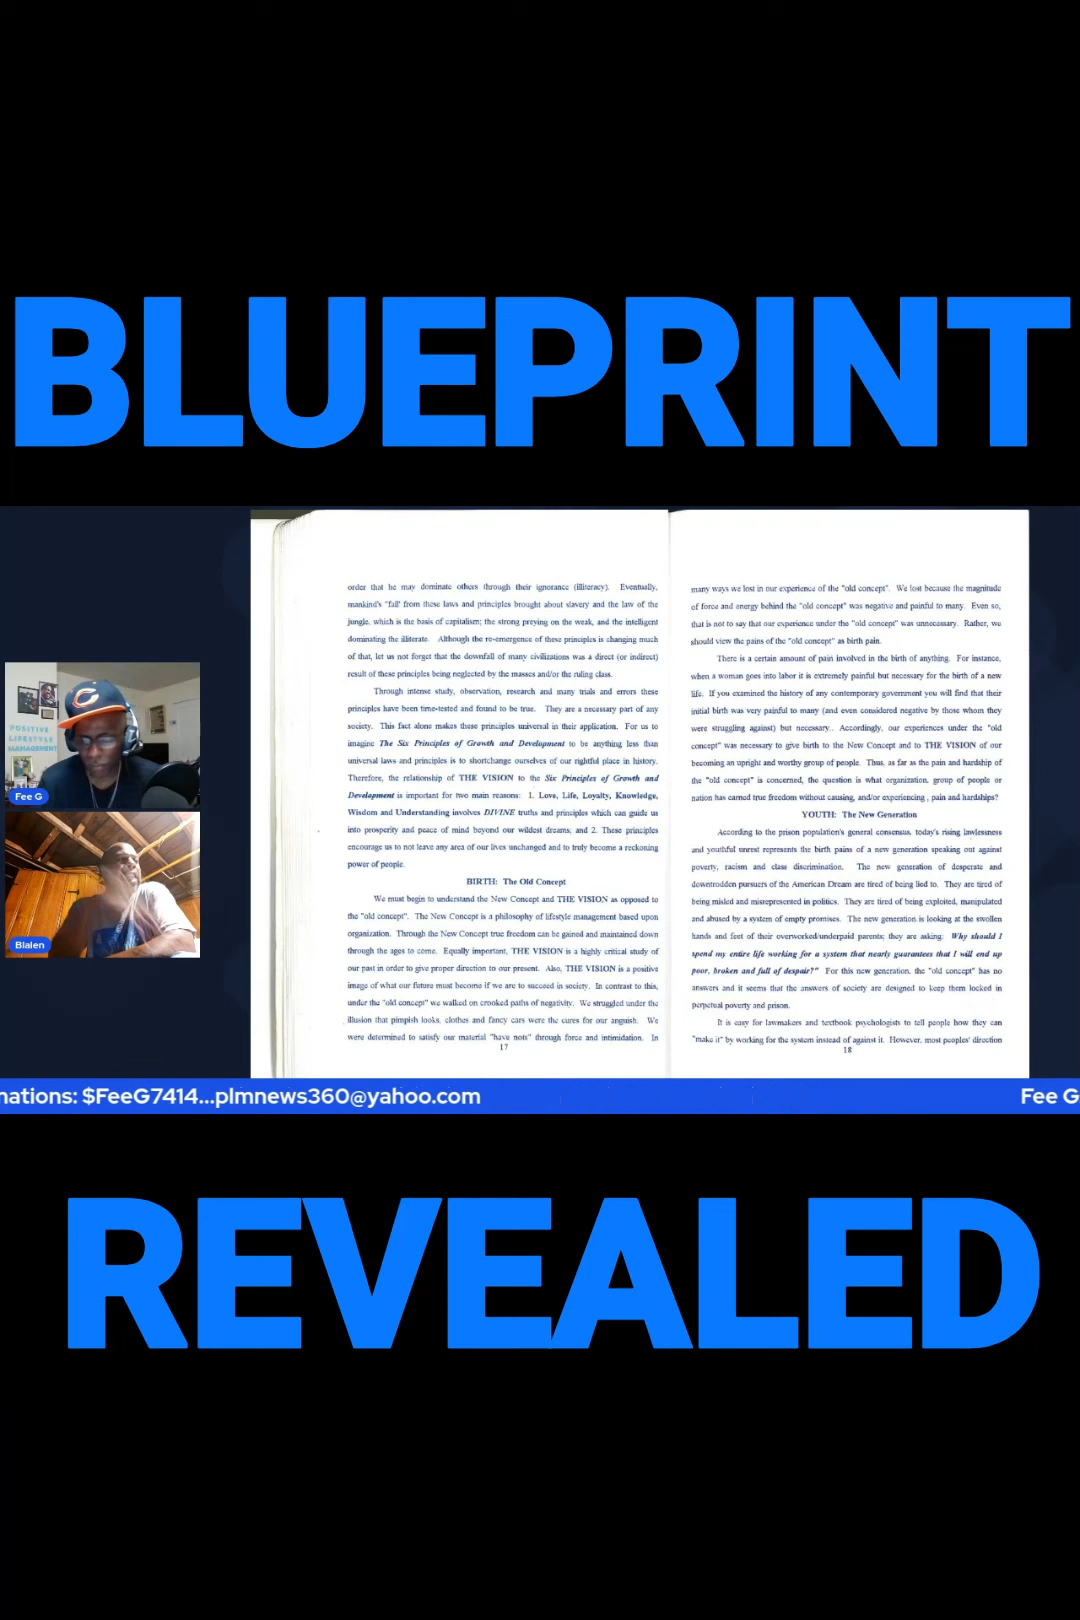 BLUEPRINT
order that he may dominate others through their ignorance (illiteracy). Eventually,
mankind's "fall' from these laws and principles brought about slavery and the law of the
jungle, which is the basis of capitalism; the strong preying on the weak, and the intelligent
dominating the illiterate. Although the re-emergence of these principles is changing much
of that, let us not forget that the downfall of many civilizations was a direct (or indirect)
result of these principles being neglected by the masses and/or the ruling class.
Through intense study, observation, research and many trials and errors these
principles have been time-tested and found to be true. They are a necessary part of any
society. This fact alone makes these principles universal in their application. For us to
imagine The Six Principles of Growth and Development to be anything less than
universal laws and principles is to shortchange ourselves of our rightful place in history.
Therefore, the relationship of THE VISION to the Six Principles of Growth and
Development is important for two main reasons: 1. Love, Life, Loyalty, Knowledge,
Wisdom and Understanding involves DIVINE truths and principles which can guide us
into prosperity and peace of mind beyond our wildest dreams; and 2. These principles
encourage us to not leave any area of our lives unchanged and to truly become a reckoning
power of people.
BIRTH: The Old Concept
We must begin to understand the New Concept and THE VISION as opposed to
the "old concept". The New Concept is a philosophy of lifestyle management based upon
organization. Through the New Concept true freedom can be gained and maintained down
through the ages to come. Equally important, THE VISION is a highly critical study of
our past in order to give proper direction to our present. Also, THE VISION is a positive
image of what our future must become if we are to succeed in society. In contrast to this,
under the "old concept" we walked on crooked paths of negativity. We struggled under the
illusion that pimpish looks, clothes and fancy cars were the cures for our anguish. We
were determined to satisfy our material "have nots" through force and intimidation. In
17
many ways we lost in our experience of the "old concept". We lost because the magnitude
of force and energy behind the "old concept" was negative and painful to many. Even so,
that is not to say that our experience under the "old concept" was unnecessary. Rather, we
should view the pains of the "old concept" as birth pain.
There is a certain amount of pain involved in the birth of anything. For instance,
when a woman goes into labor it is extremely painful but necessary for the birth of a new
life. If you examined the history of any contemporary government you will find that their
initial birth was very painful to many (and even considered negative by those whom they
were struggling against) but necessary.. Accordingly, our experiences under the "old
concept" was necessary to give birth to the New Concept and to THE VISION of our
becoming an upright and worthy group of people. Thus, as far as the pain and hardship of
the "old concept" is concerned, the question is what organization, group of people or
nation has earned true freedom without causing, and/or experiencing , pain and hardships?
YOUTH: The New Generation
According to the prison population's general consensus, today's rising lawlessness
and youthful unrest represents the birth pains of a new generation speaking out against
poverty, racism and class discrimination. The new generation of desperate and
downtrodden pursuers of the American Dream are tired of being lied to. They are tired of
being misled and misrepresented in politics. They are tired of being exploited, manipulated
and abused by a system of empty promises. The new generation is looking at the swollen
hands and feet of their overworked/underpaid parents; they are asking: Why should I
spend my entire life working for a system that nearly guarantees that I will end up
poor, broken and full of despair?" For this new generation, the "old concept" has no
answers and it seems that the answers of society are designed to keep them locked in
perpetual poverty and prison.
It is easy for lawmakers and textbook psychologists to tell people how they can
"make it" by working for the system instead of against it. However, most peoples' direction
18
POSITIVE
LIFESTYLE
MANAGEMENT
Fee G
Blalen
nations: $FeeG7414...plmnews360@yahoo.com
Fee G
REVEALED